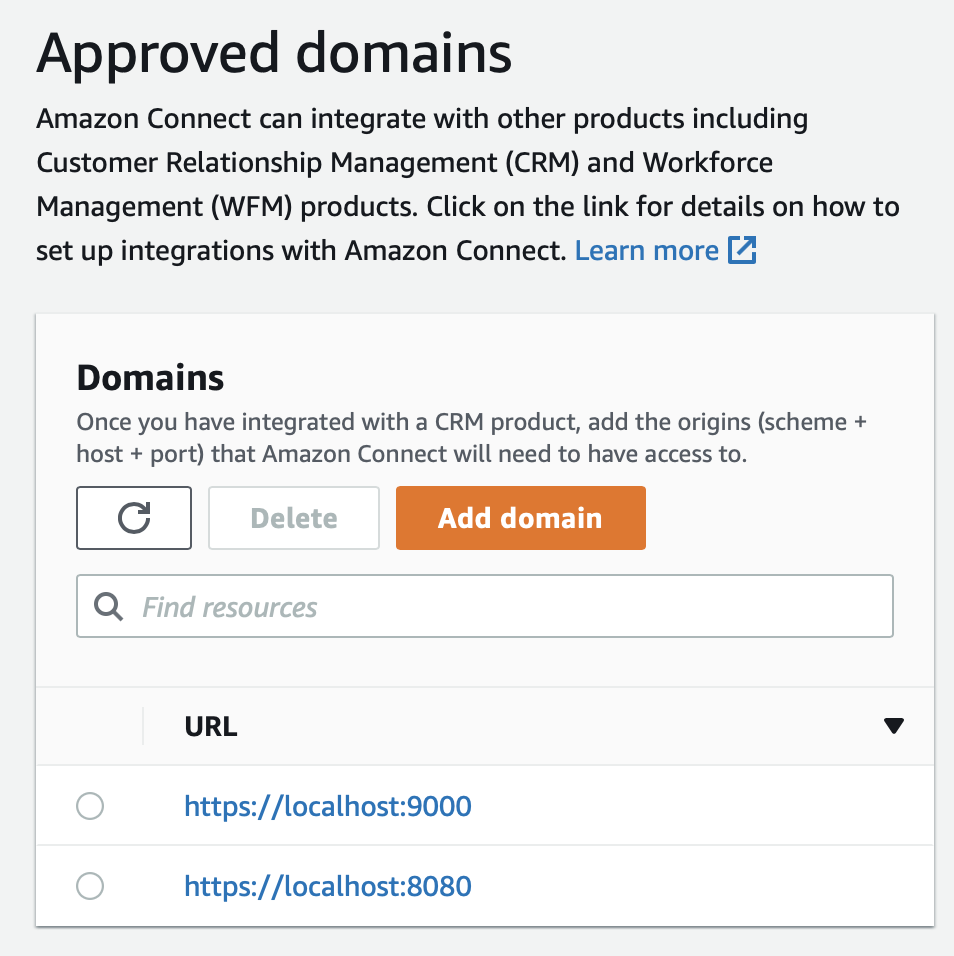 Approved domains
Amazon Connect can integrate with other products including
Customer Relationship Management (CRM) and Workforce
Management (WFM) products. Click on the link for details on how to
set up integrations with Amazon Connect. Learn more
Domains
Once you have integrated with a CRM product, add the origins (scheme +
host + port) that Amazon Connect will need to have access to.
Delete Add domain
Find resources
URL
https://localhost:9000
https://localhost:8080